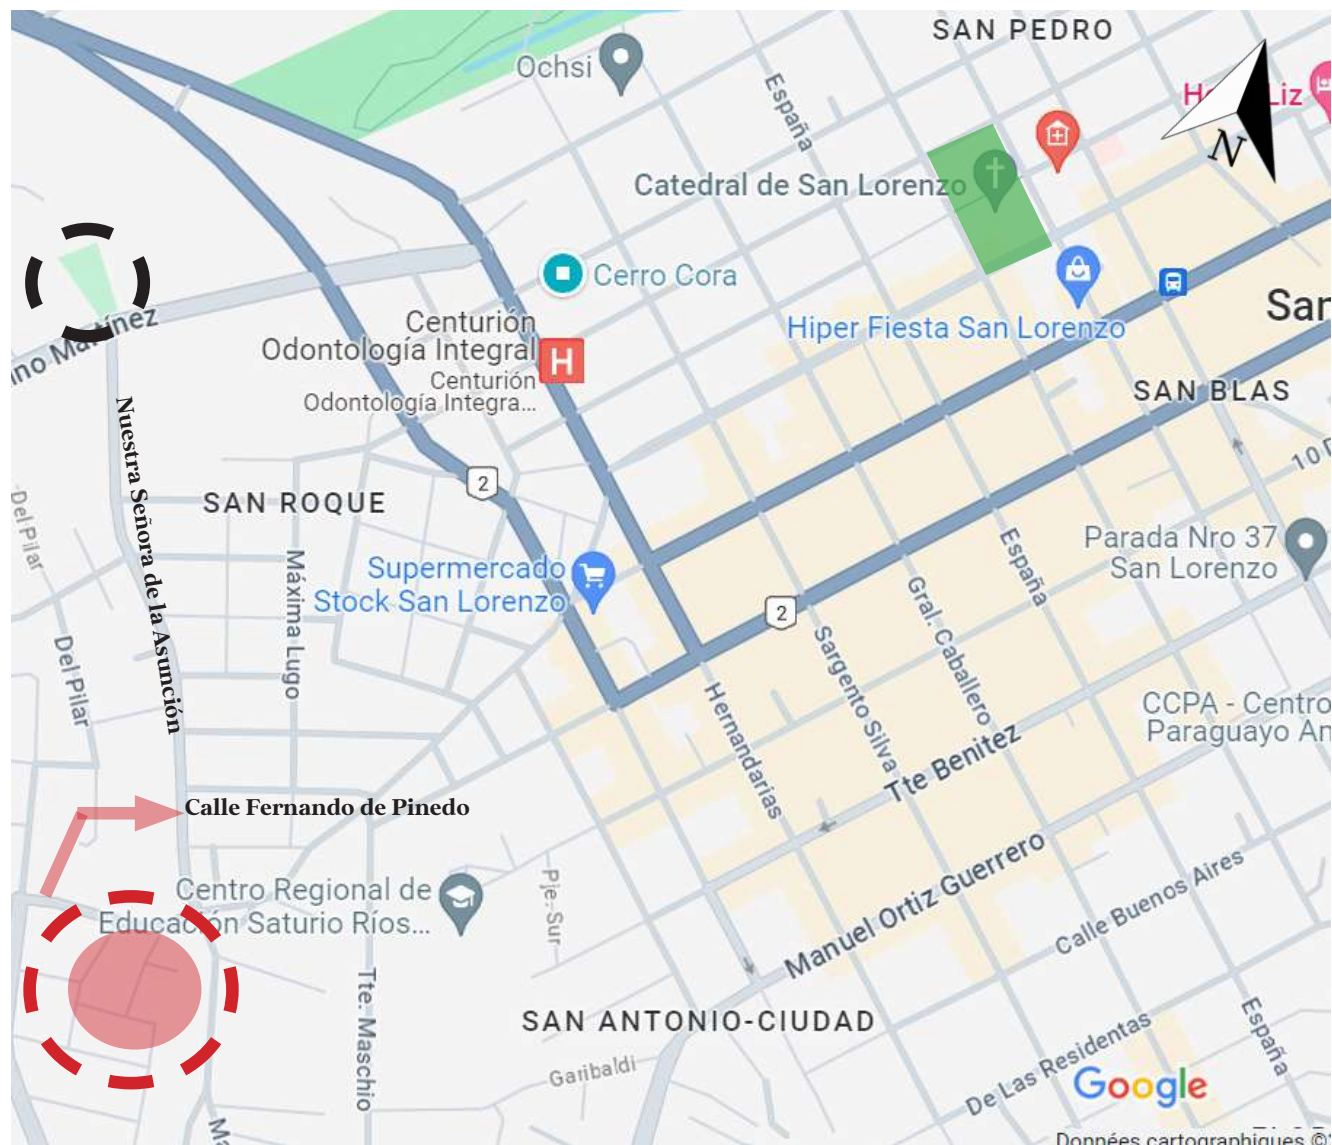 SAN PEDRO
Ochsi
España
Liz
N
Catedral de San Lorenzo
Cerro Cora
Hiper Fiesta San Lorenzo
San
Centurión
Odontología Integral
H
Centurión
Odontología Integra...
SAN BLAS
Nuestra Señora de la Asunción
SAN ROQUE
2
Del Pilar
Máxima Lugo
Supermercado
Stock San Lorenzo
2
España
Parada Nro 37
San Lorenzo
Gral. Caballero
Sargento Silva
Del Pilar
Hernandarias
CCPA - Centro
Paraguayo
Tte Benitez
Calle Fernando de Pinedo
Centro Regional de
Educación Saturio Ríos...
Pje. Sur
Manuel Ortiz Guerrero
Calle Buenos Aires
Tte. Maschio
SAN ANTONIO-CIUDAD
España
Garibaldi
De Las Residentas
Google
Données cartographiques ©